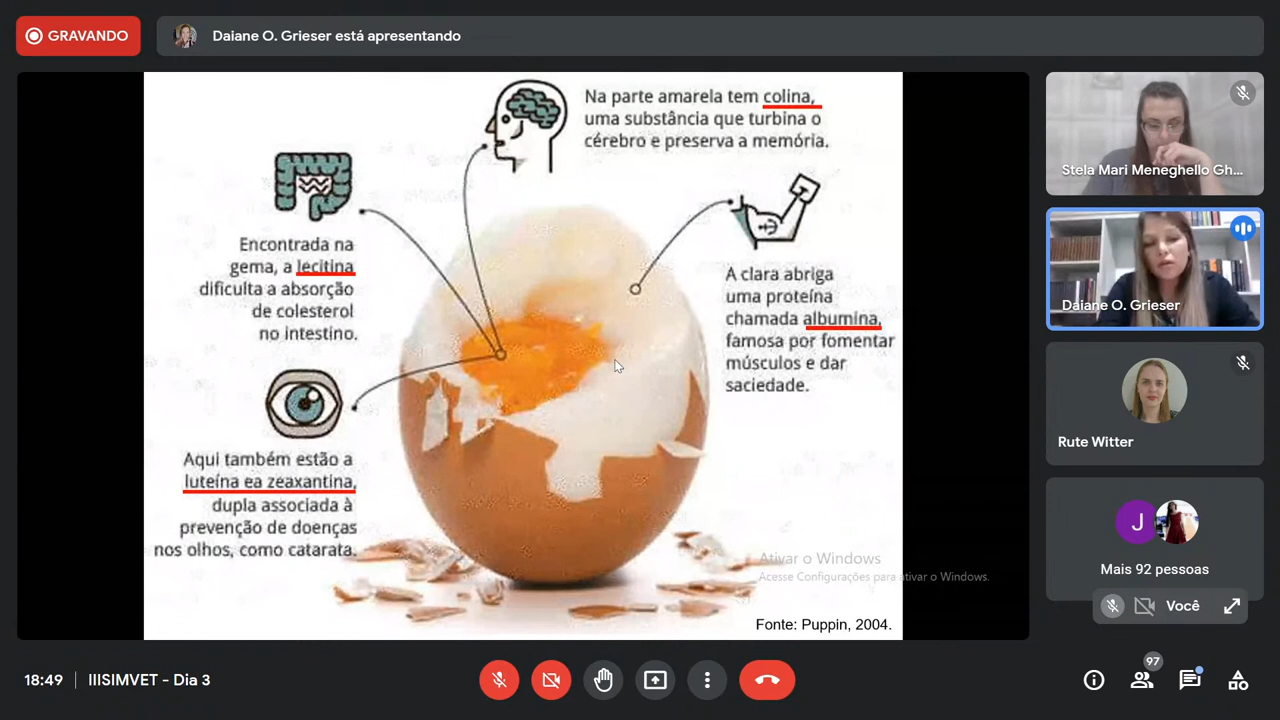 GRAVANDO
Daiane O. Grieser está apresentando
Na parte amarela tem colina,
uma substância que turbina o
cérebro e preserva a memória.
Encontrada na
gema, a lecitina
dificulta a absorção
de colesterol
no intestino.
A clara abriga
uma proteína
chamada albumina,
famosa por fomentar
músculos e dar
saciedade.
Aqui também estão a
luteína ea zeaxantina,
dupla associada à
prevenção de doenças
nos olhos, como catarata.
Ativar o Windows
Acesse Configurações para ativar o Windows.
Fonte: Puppin, 2004.
Stela Mari Meneghello Gh...
Daiane O. Grieser
Rute Witter
J
Mais 92 pessoas
Você
18:49
IIISIMVET - Dia 3
97